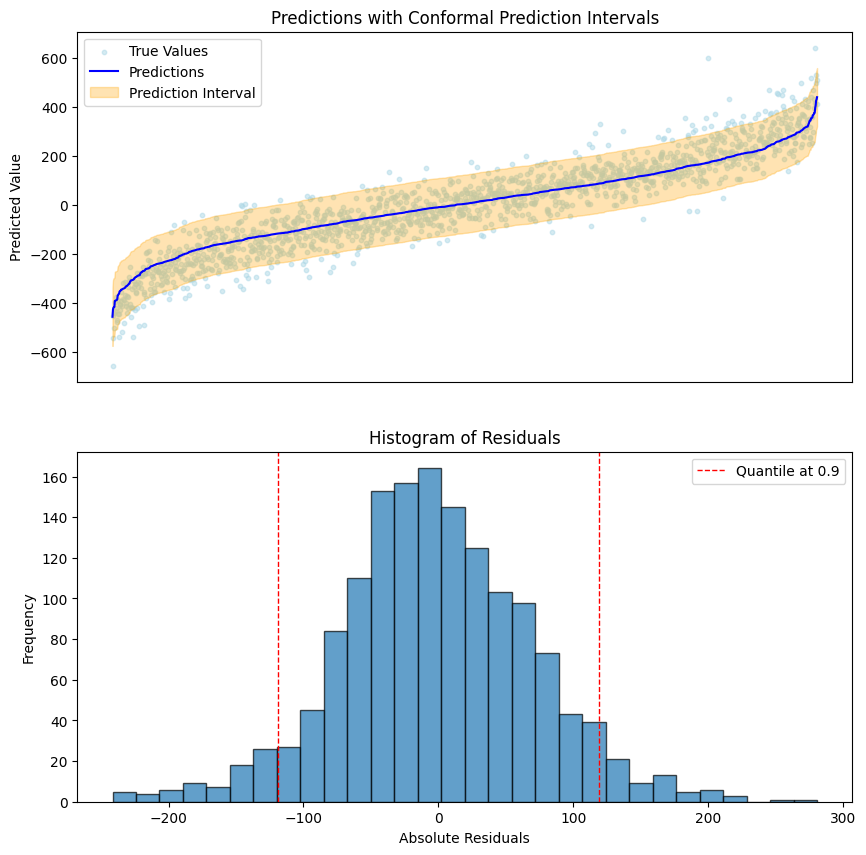 Predictions with Conformal Prediction Intervals
True Values
Predictions
Prediction Interval
600
400
200
0
−200
−400
−600
Predicted Value
Histogram of Residuals
Quantile at 0.9
160
140
120
100
80
60
40
20
0
Frequency
−200
−100
0
100
200
300
Absolute Residuals